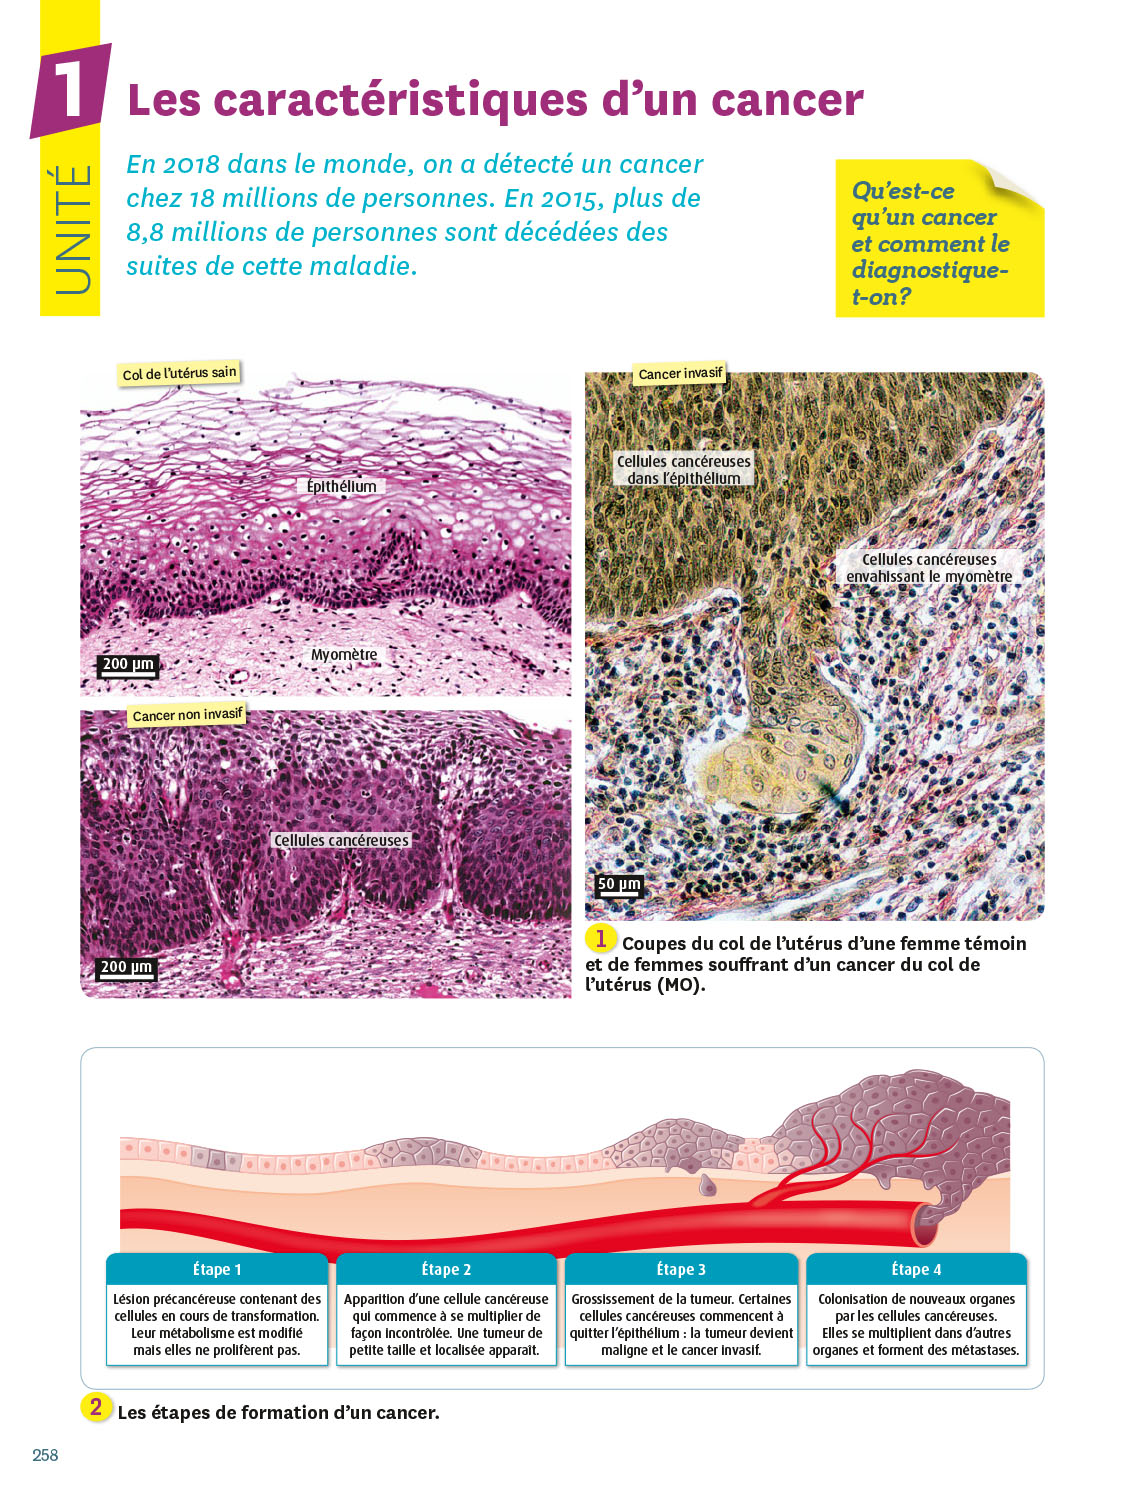 1
UNITÉ
Les caractéristiques d'un cancer
En 2018 dans le monde, on a détecté un cancer
chez 18 millions de personnes. En 2015, plus de
8,8 millions de personnes sont décédées des
suites de cette maladie.
Qu'est-ce
qu'un cancer
et comment le
diagnostique-
t-on?
Col de l'utérus sain
Épithélium
Myomètre
200 µm
Cancer non invasif
Cellules cancéreuses
200 µm
Cancer invasif
Cellules cancéreuses
dans l'épithélium
Cellules cancéreuses
envahissant le myomètre
50 µm
1 Coupes du col de l'utérus d'une femme témoin
et de femmes souffrant d'un cancer du col de
l'utérus (MO).
Étape 1
Lésion précancéreuse contenant des
cellules en cours de transformation.
Leur métabolisme est modifié
mais elles ne prolifèrent pas.
Étape 2
Apparition d'une cellule cancéreuse
qui commence à se multiplier de
façon incontrôlée. Une tumeur de
petite taille et localisée apparaît.
Étape 3
Grossissement de la tumeur. Certaines
cellules cancéreuses commencent à
quitter l'épithélium : la tumeur devient
maligne et le cancer invasif.
Étape 4
Colonisation de nouveaux organes
par les cellules cancéreuses.
Elles se multiplient dans d'autres
organes et forment des métastases.
2 Les étapes de formation d'un cancer.
258